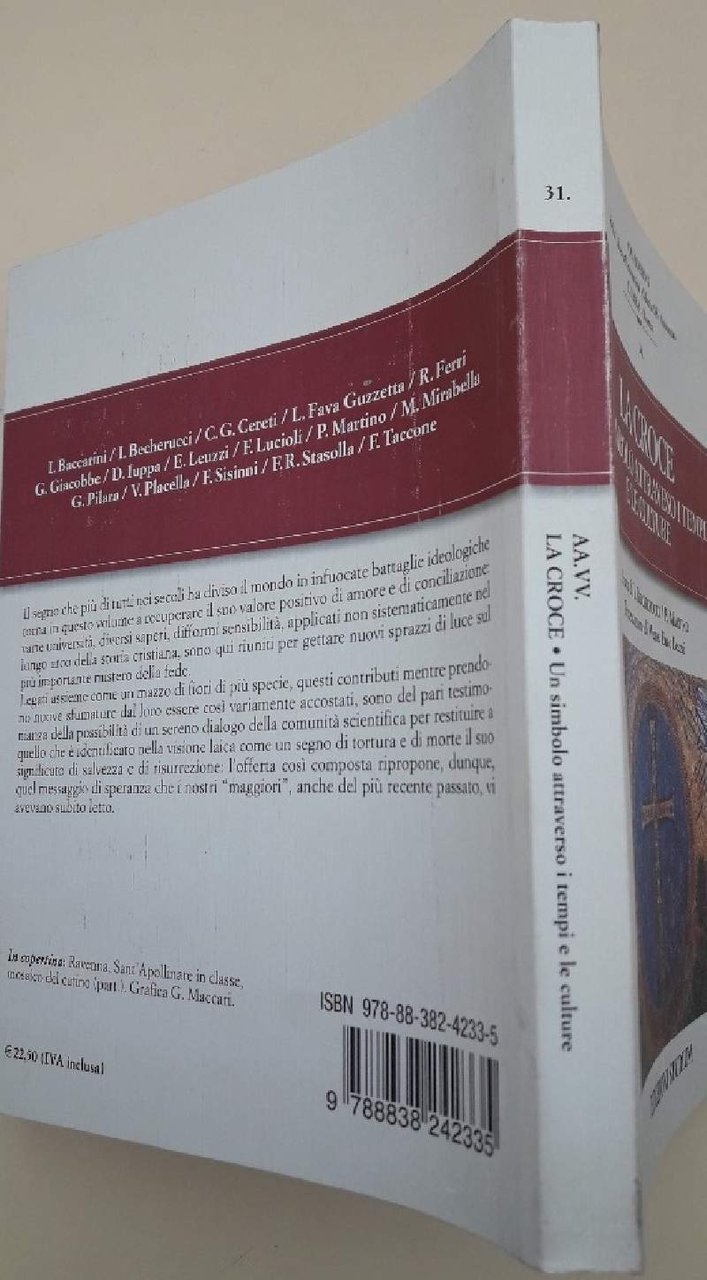 I. Baccarini / I. Becherucci / C. G. Cereti / L. Fava Guzzetta / R. Ferri
G. Giacobbe / D. Iuppa / E. Leuzzi / F. Lucioli / P. Martino / M. Mirabella
G. Pilara / V. Placella / F. Sisinni / F. R. Stasolla / F. Taccone
Il segno che più di tutti nei secoli ha diviso il mondo in infuocate battaglie ideologiche
torna in questo volume a recuperare il suo valore positivo di amore e di conciliazione:
varie università, diversi saperi, difformi sensibilità, applicati non sistematicamente nel
lungo arco della storia cristiana, sono qui riuniti per gettare nuovi sprazzi di luce sul
più importante mistero della fede.
Legati assieme come un mazzo di fiori di più specie, questi contributi mentre prendo-
no nuove sfumature dal loro essere così variamente accostati, sono del pari testimo-
nianza della possibilità di un sereno dialogo della comunità scientifica per restituire a
quello che è identificato nella visione laica come un segno di tortura e di morte il suo
significato di salvezza e di risurrezione: l'offerta così composta ripropone, dunque,
quel messaggio di speranza che i nostri “maggiori”, anche del più recente passato, vi
avevano subito letto.
In copertina: Ravenna, Sant'Apollinare in classe,
mosaico del catino (part.). Grafica G. Maccari.
€ 22,50 (IVA inclusa)
ISBN 978-88-382-4233-5
9 788838 242335
31.
AA.VV.
LA CROCE • Un simbolo attraverso i tempi e le culture
LA CROCE
ATTRAVERSO I TEMPI
E LE CULTURE